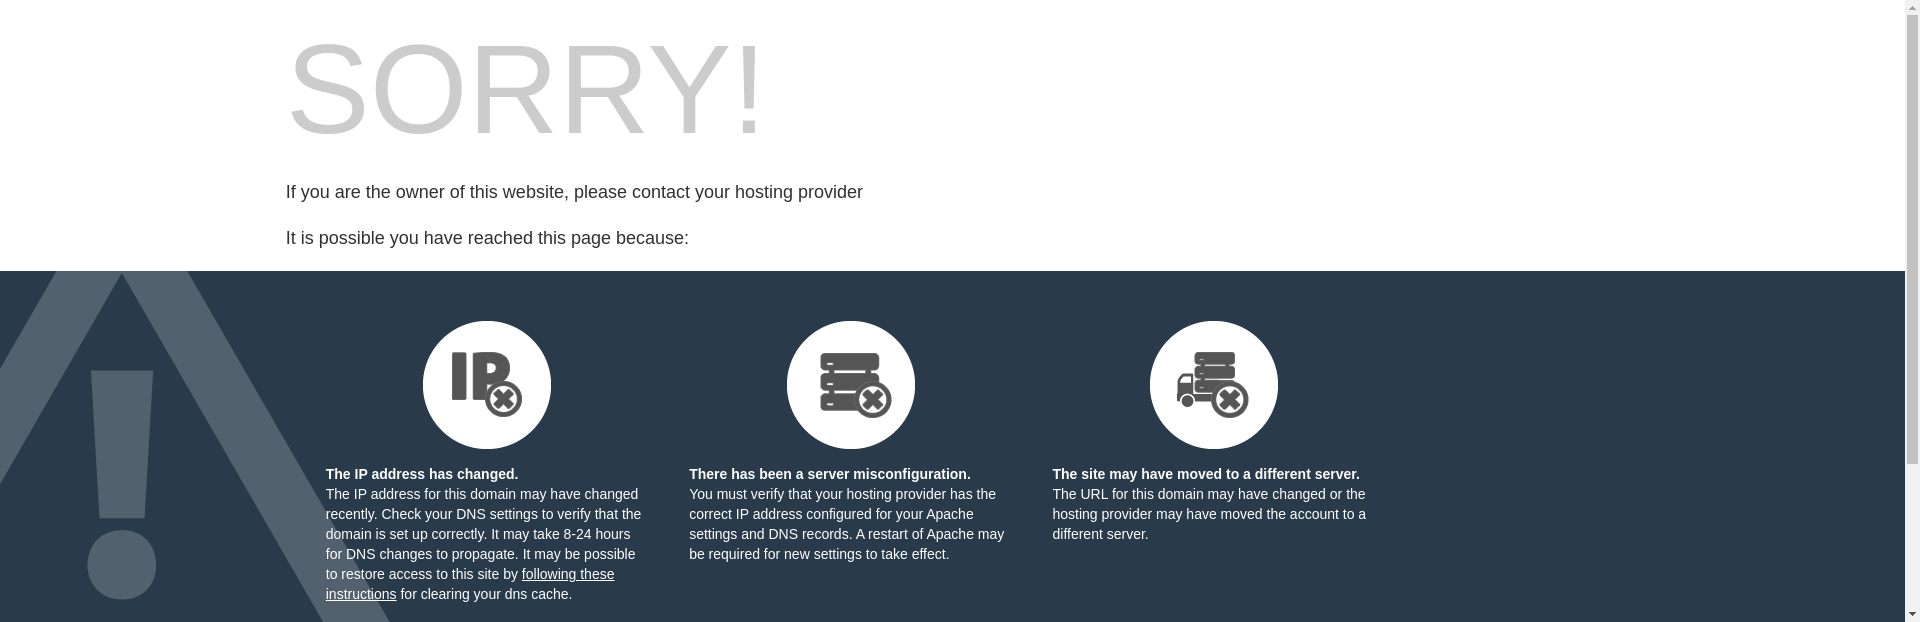 SORRY!
If you are the owner of this website, please contact your hosting provider
It is possible you have reached this page because:
IP
The IP address has changed.
The IP address for this domain may have changed
recently. Check your DNS settings to verify that the
domain is set up correctly. It may take 8-24 hours
for DNS changes to propagate. It may be possible
to restore access to this site by following these
instructions for clearing your dns cache.
There has been a server misconfiguration.
You must verify that your hosting provider has the
correct IP address configured for your Apache
settings and DNS records. A restart of Apache may
be required for new settings to take effect.
The site may have moved to a different server.
The URL for this domain may have changed or the
hosting provider may have moved the account to a
different server.